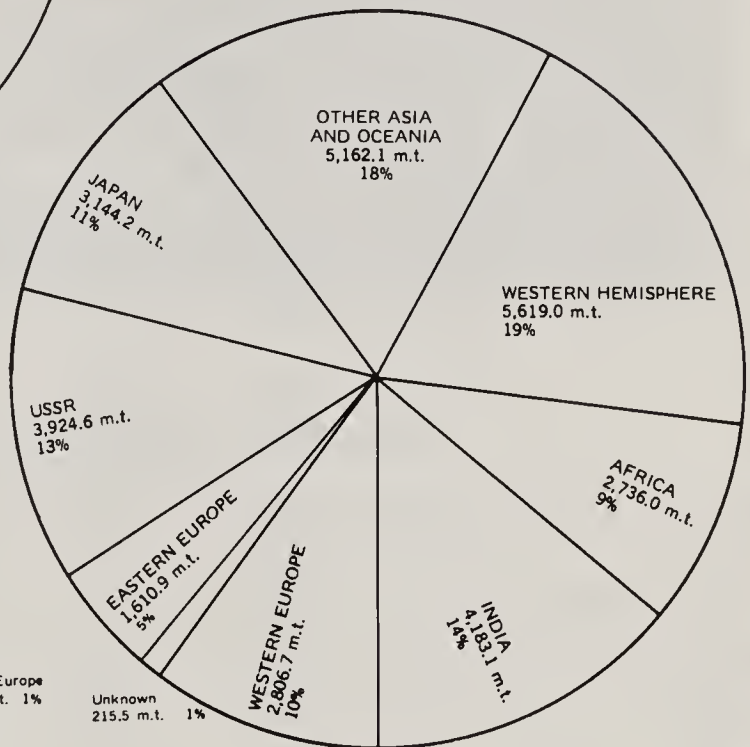 OTHER ASIA
AND OCEANIA
5,162.1 m.t.
18%
JAPAN
3,144.2 m.t.
11%
WESTERN HEMISPHERE
5,619.0 m.t.
19%
USSR
3,924.6 m.t.
13%
AFRICA
2,736.0 m.t.
9%
EASTERN EUROPE
1,610.9 m.t.
5%
WESTERN EUROPE
2,806.7 m.t.
10%
INDIA
4,183.1 m.t.
14%
Europe
t. 1%
Unknown
215.5 m.t. 1%